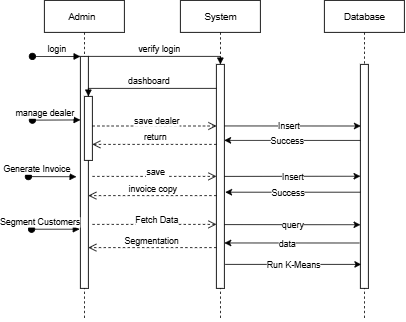 Admin
System
Database
login
verify login
dashboard
manage dealer
save dealer
Insert
return
Success
Generate Invoice
save
Insert
invoice copy
Success
Segment Customers
Fetch Data
query
Segmentation
data
Run K-Means